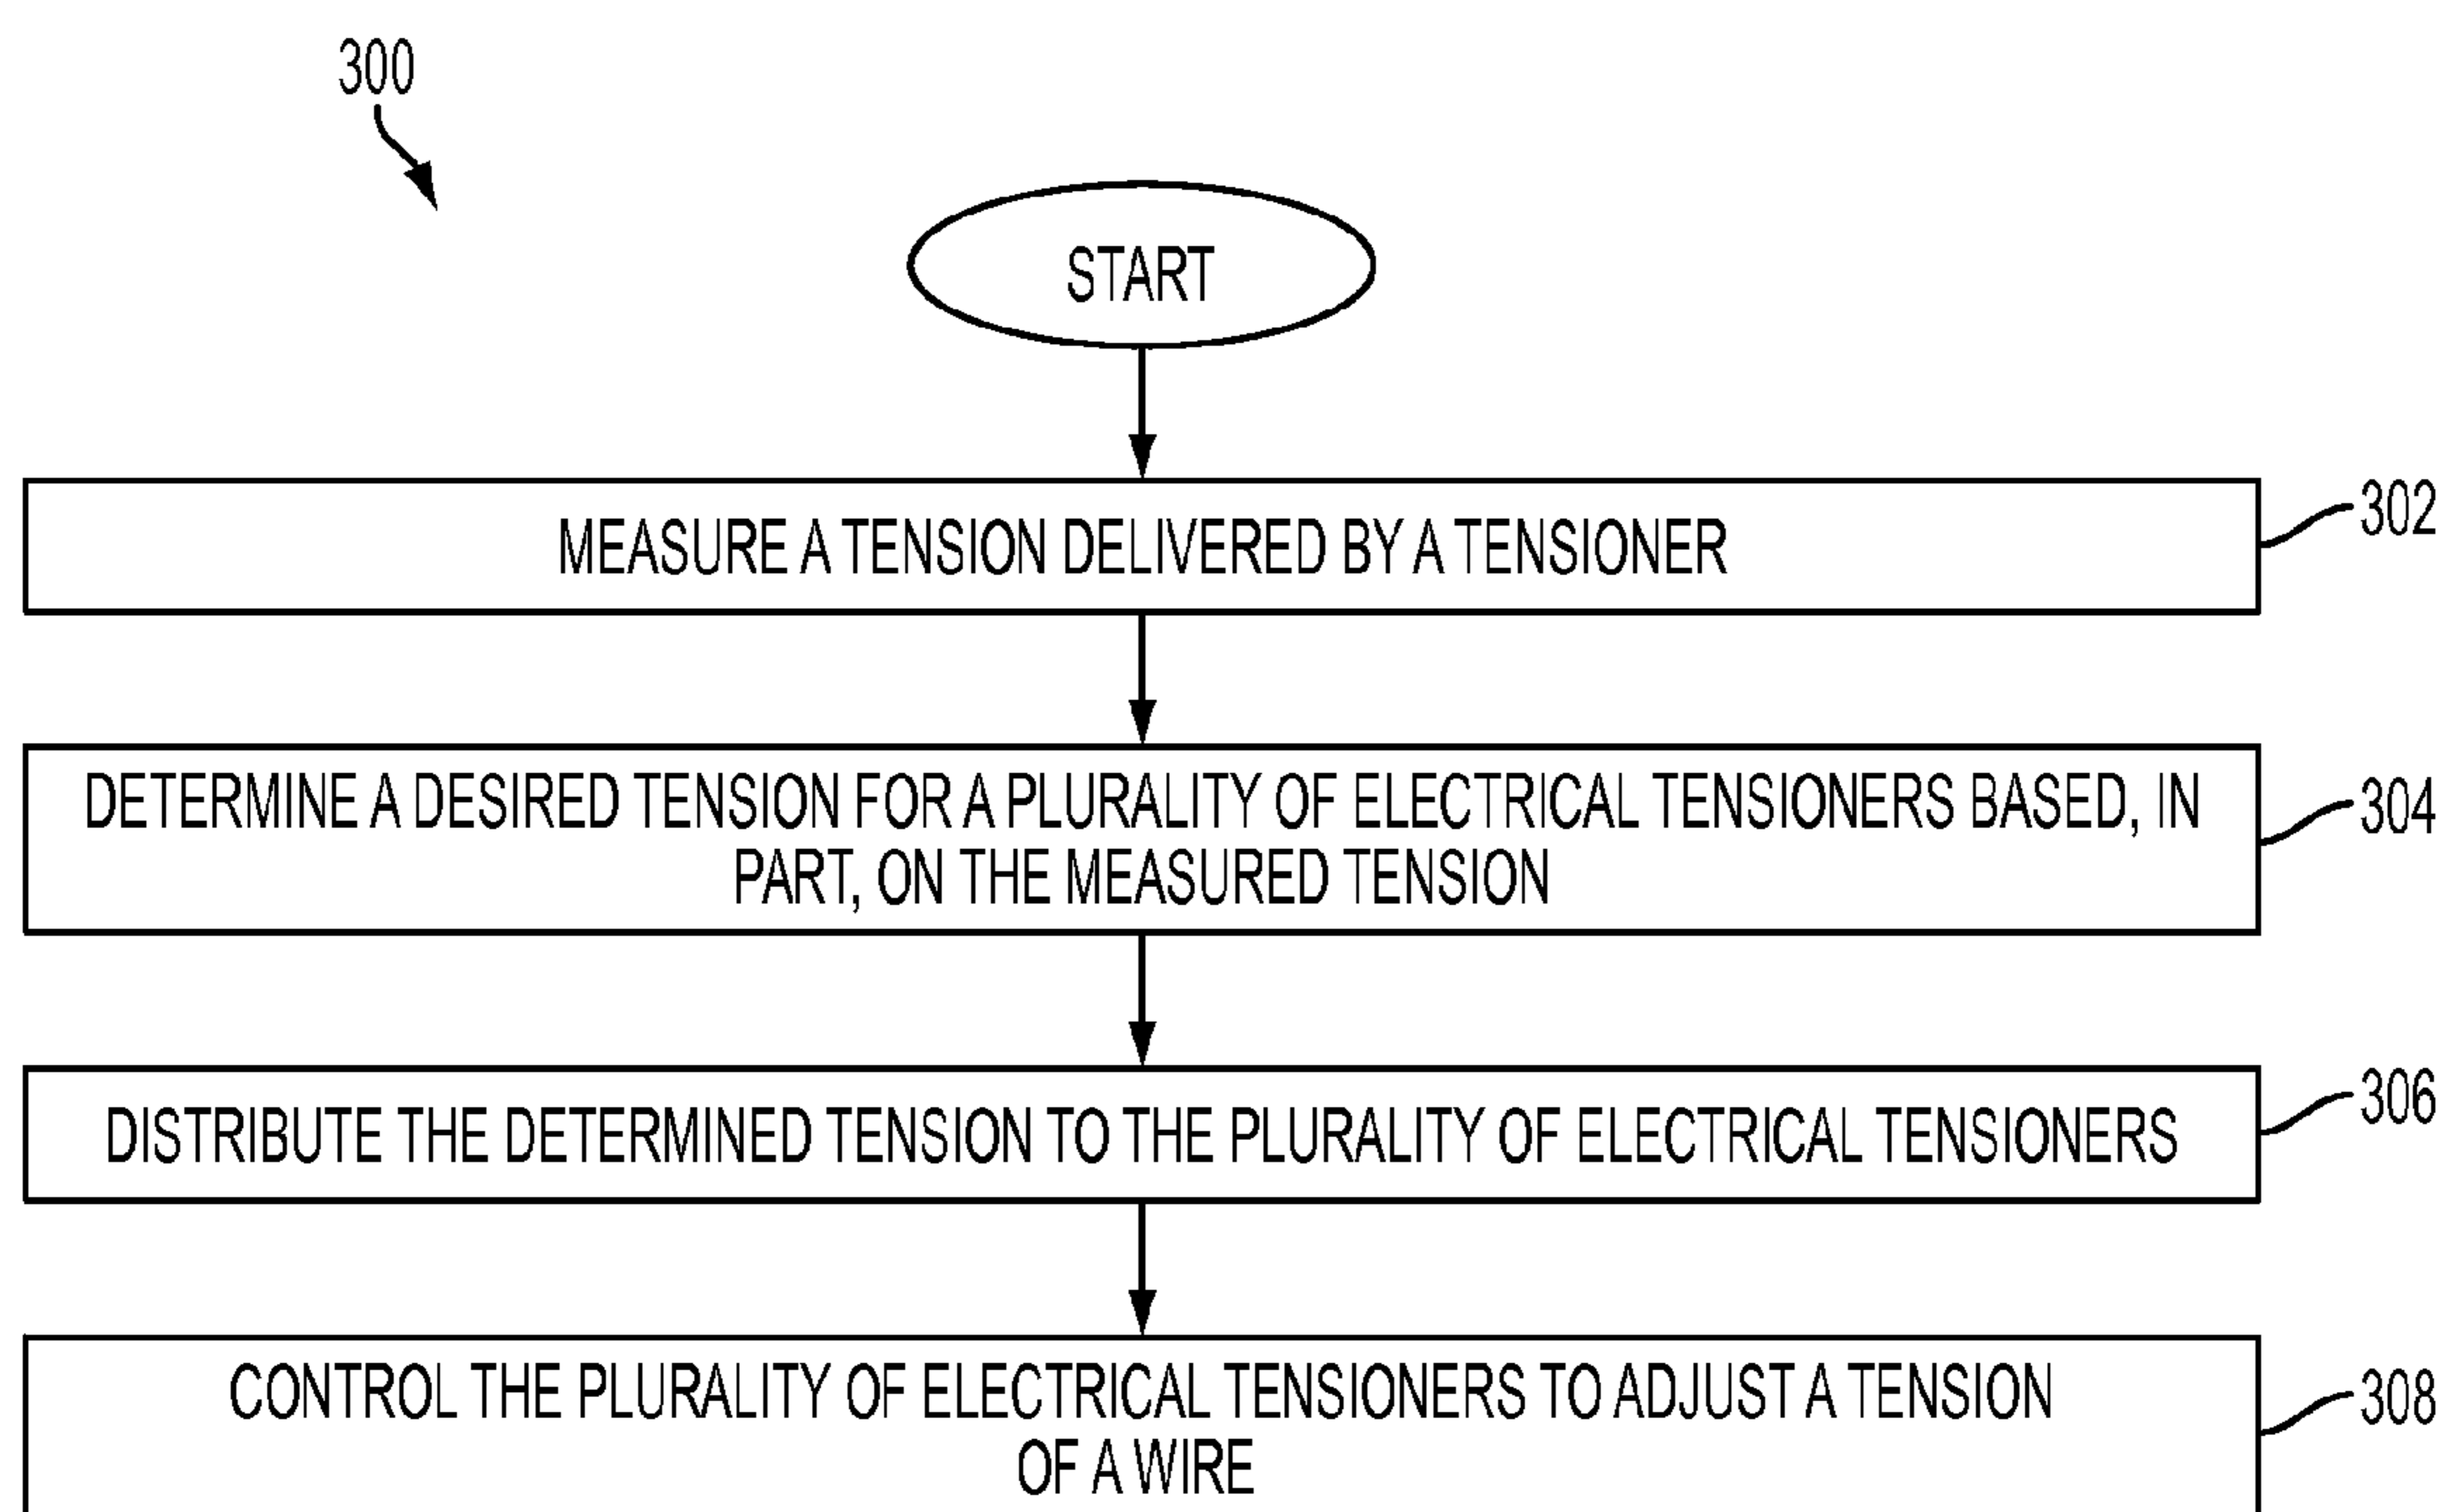 300
START
MEASURE A TENSION DELIVERED BY A TENSIONER
302
DETERMINE A DESIRED TENSION FOR A PLURALITY OF ELECTRICAL TENSIONERS BASED, IN
PART, ON THE MEASURED TENSION
304
DISTRIBUTE THE DETERMINED TENSION TO THE PLURALITY OF ELECTRICAL TENSIONERS
306
CONTROL THE PLURALITY OF ELECTRICAL TENSIONERS TO ADJUST A TENSION
OF A WIRE
308